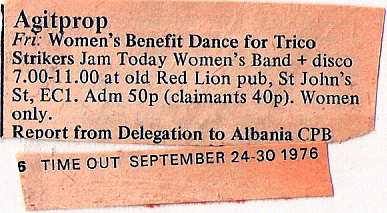 Agitprop
Fri: Women's Benefit Dance for Trico
Strikers Jam Today Women's Band + disco
7.00-11.00 at old Red Lion pub, St John's
St, EC1. Adm 50p (claimants 40p). Women
only.
Report from Delegation to Albania CPB
6 TIME OUT SEPTEMBER 24-30 1976